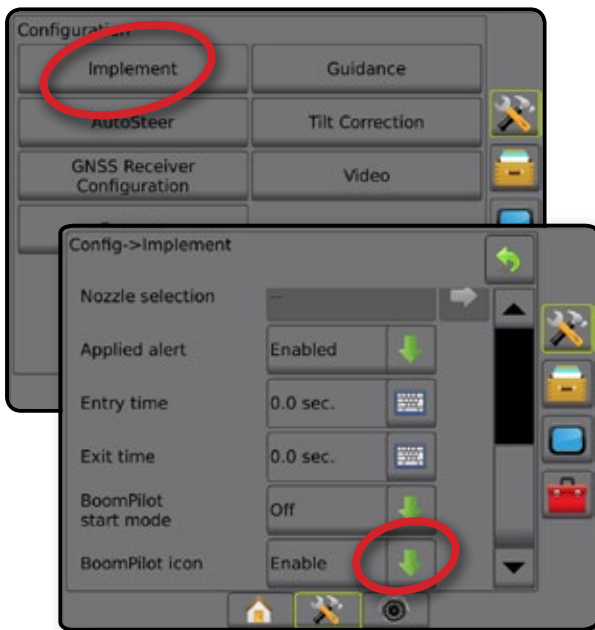 Configuration
Implement
Guidance
AutoSteer
Tilt Correction
GNSS Receiver
Configuration
Video
Config->Implement
Nozzle selection
---
Applied alert
Enabled
Entry time
0.0 sec.
Exit time
0.0 sec.
BoomPilot
start mode
Off
BoomPilot icon
Enable